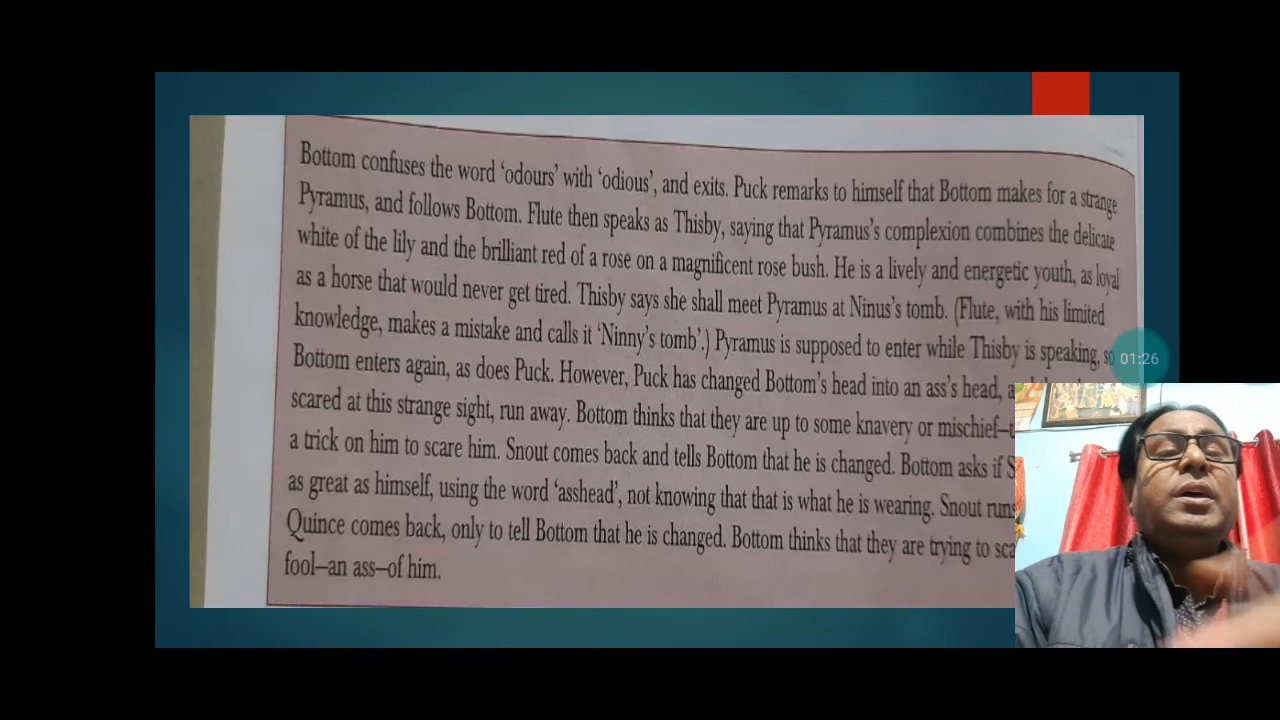 Bottom confuses the word ‘odours’ with ‘odious’, and exits. Puck remarks to himself that Bottom makes for a strange
Pyramus, and follows Bottom. Flute then speaks as Thisby, saying that Pyramus’s complexion combines the delicate
white of the lily and the brilliant red of a rose on a magnificent rose bush. He is a lively and energetic youth, as loyal
as a horse that would never get tired. Thisby says she shall meet Pyramus at Ninus’s tomb. (Flute, with his limited
knowledge, makes a mistake and calls it ‘Ninny’s tomb’.) Pyramus is supposed to enter while Thisby is speaking, so
01:26
Bottom enters again, as does Puck. However, Puck has changed Bottom’s head into an ass’s head,
scared at this strange sight, run away. Bottom thinks that they are up to some knavery or mischief—
a trick on him to scare him. Snout comes back and tells Bottom that he is changed. Bottom asks if
as great as himself, using the word ‘asshead’, not knowing that that is what he is wearing. Snout runs
Quince comes back, only to tell Bottom that he is changed. Bottom thinks that they are trying to
fool—an ass—of him.